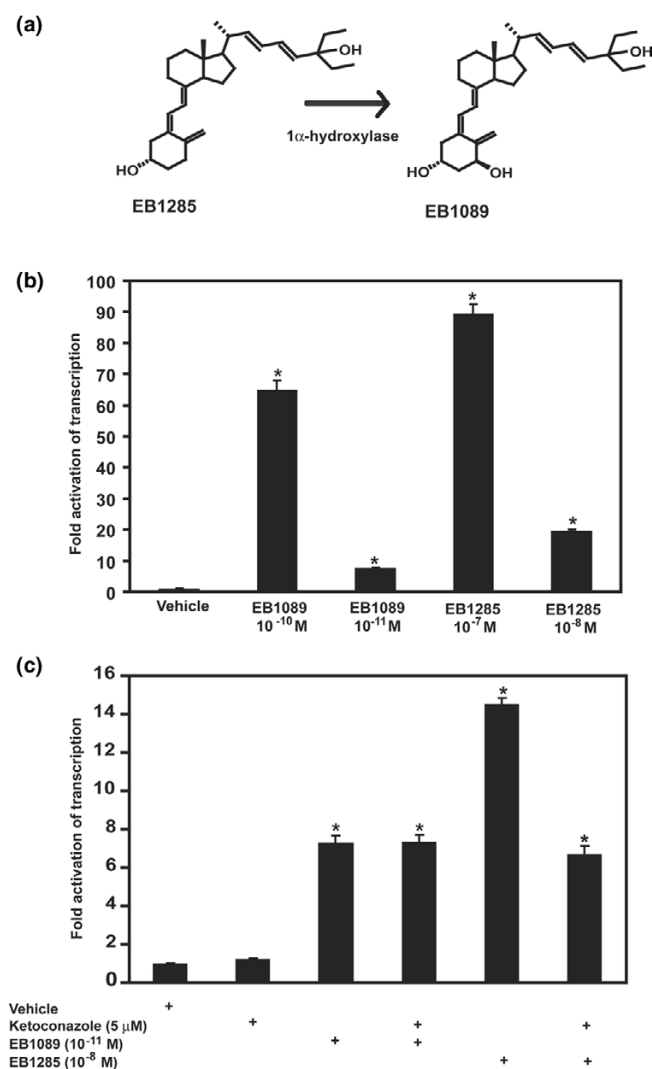 (a)
OH
OH
1α-hydroxylase
HO
HO
OH
EB1285
EB1089
(b)
Fold activation of transcription
100
90
80
70
60
50
40
30
20
10
0
*
*
*
*
Vehicle
EB1089
10⁻¹⁰ M
EB1089
10⁻¹¹ M
EB1285
10⁻⁷ M
EB1285
10⁻⁸ M
(c)
Fold activation of transcription
16
14
12
10
8
6
4
2
0
*
*
*
*
Vehicle +
Ketoconazole (5 μM) + + +
EB1089 (10⁻¹¹ M) + +
EB1285 (10⁻⁸ M) + +